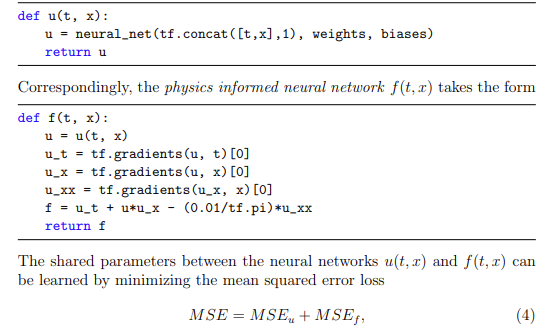 def u(t, x):
    u = neural_net(tf.concat([t,x],1), weights, biases)
    return u
Correspondingly, the physics informed neural network f(t, x) takes the form
def f(t, x):
    u = u(t, x)
    u_t = tf.gradients(u, t)[0]
    u_x = tf.gradients(u, x)[0]
    u_xx = tf.gradients(u_x, x)[0]
    f = u_t + u*u_x - (0.01/tf.pi)*u_xx
    return f
The shared parameters between the neural networks u(t, x) and f(t, x) can
be learned by minimizing the mean squared error loss
MSE = MSE_u + MSE_f, (4)